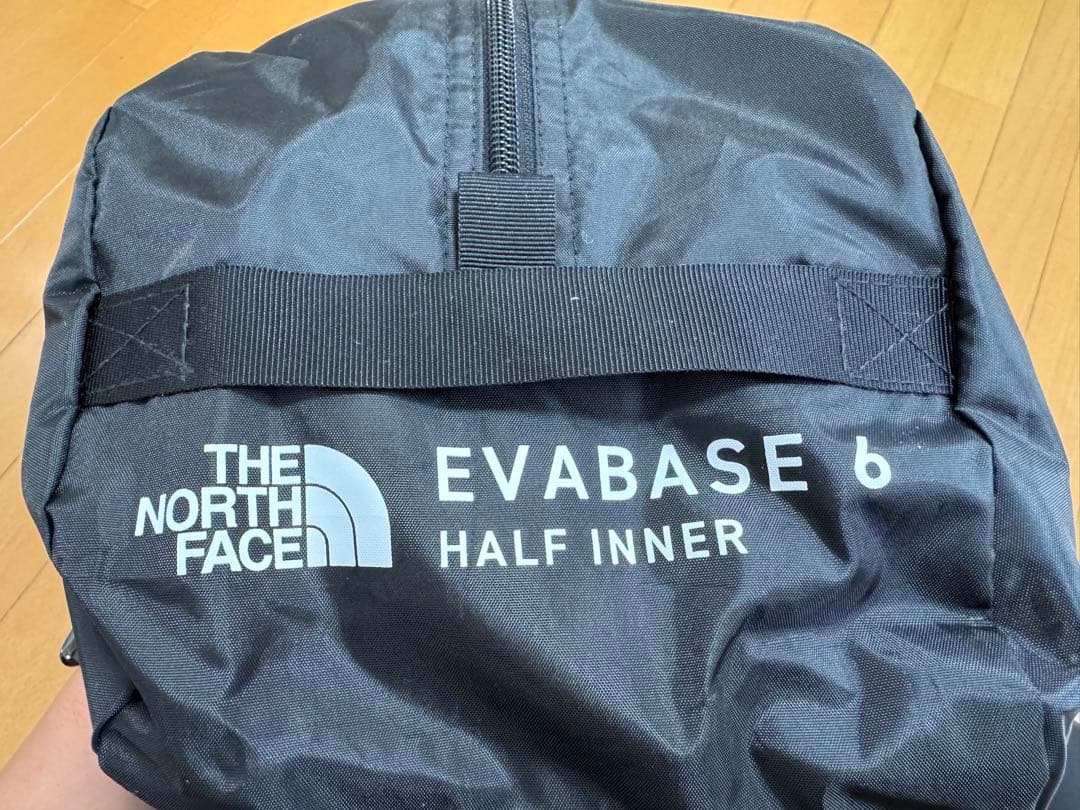 THE
NORTH
FACE
EVABASE 6
HALF INNER